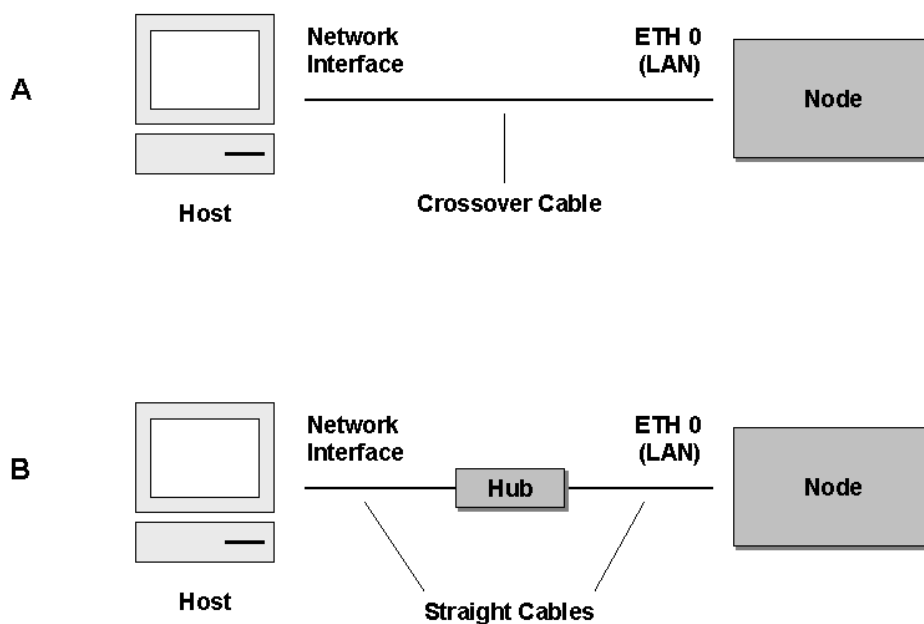 A
Network
Interface
ETH 0
(LAN)
Node
Host
Crossover Cable
B
Network
Interface
ETH 0
(LAN)
Hub
Node
Host
Straight Cables